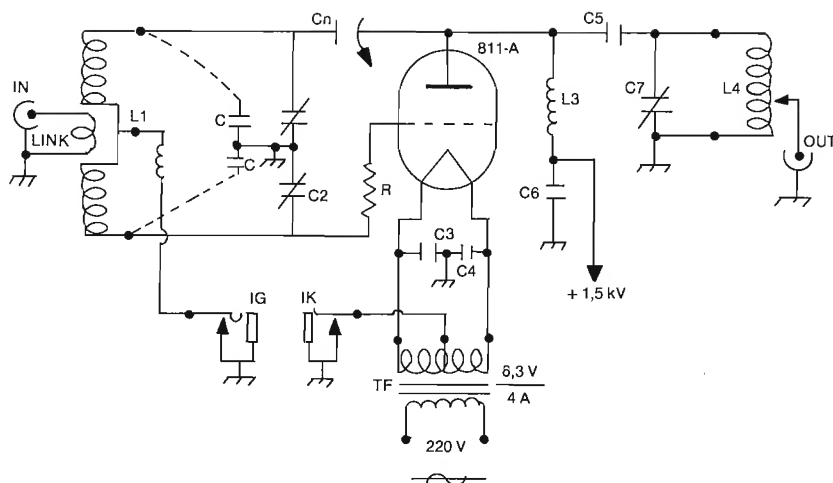 Cn
C5
811-A
IN
L1
C
C7
L3
L4
LINK
OUT
C
C2
R
C6
C3
C4
+ 1,5 kV
IG
IK
6,3 V
TF
4 A
220 V